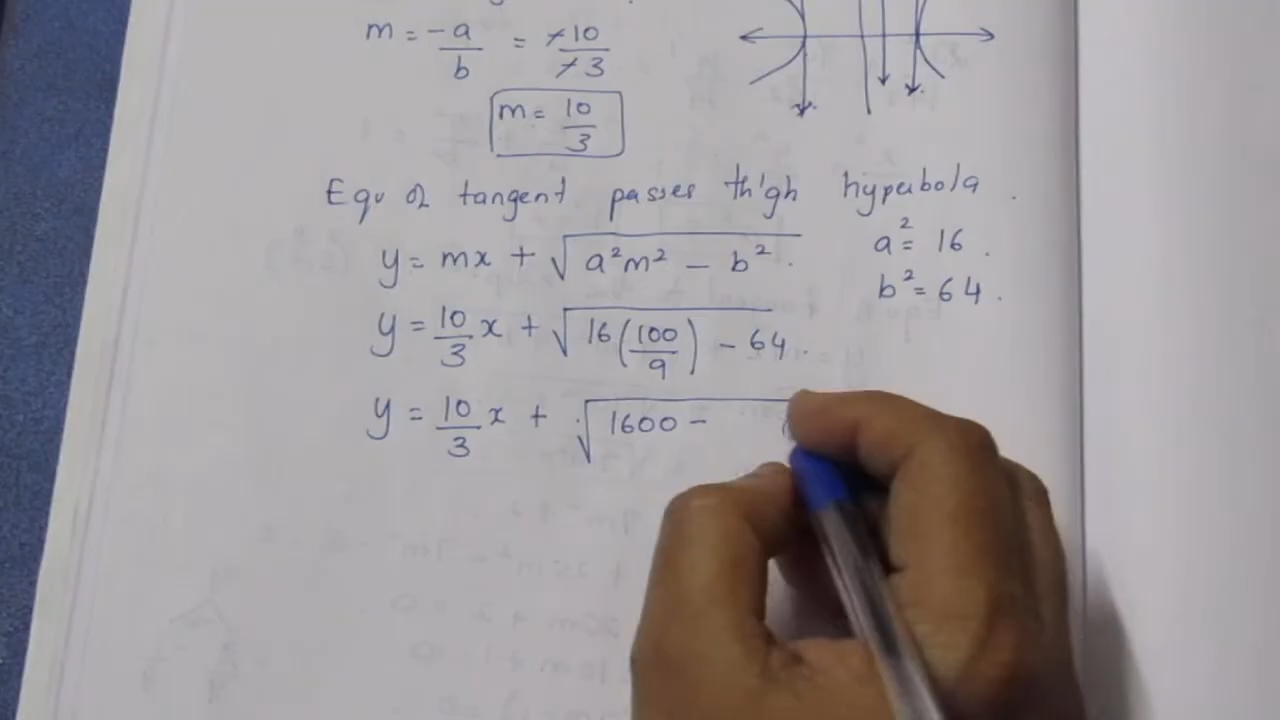 m = -a/b = -10/-3
m = 10/3
Equ of tangent passes th'gh hyperbola .
y = mx + √a²m² - b² .
a² = 16 .
b² = 64 .
y = 10/3 x + √16(100/9) - 64 .
y = 10/3 x + √1600 -